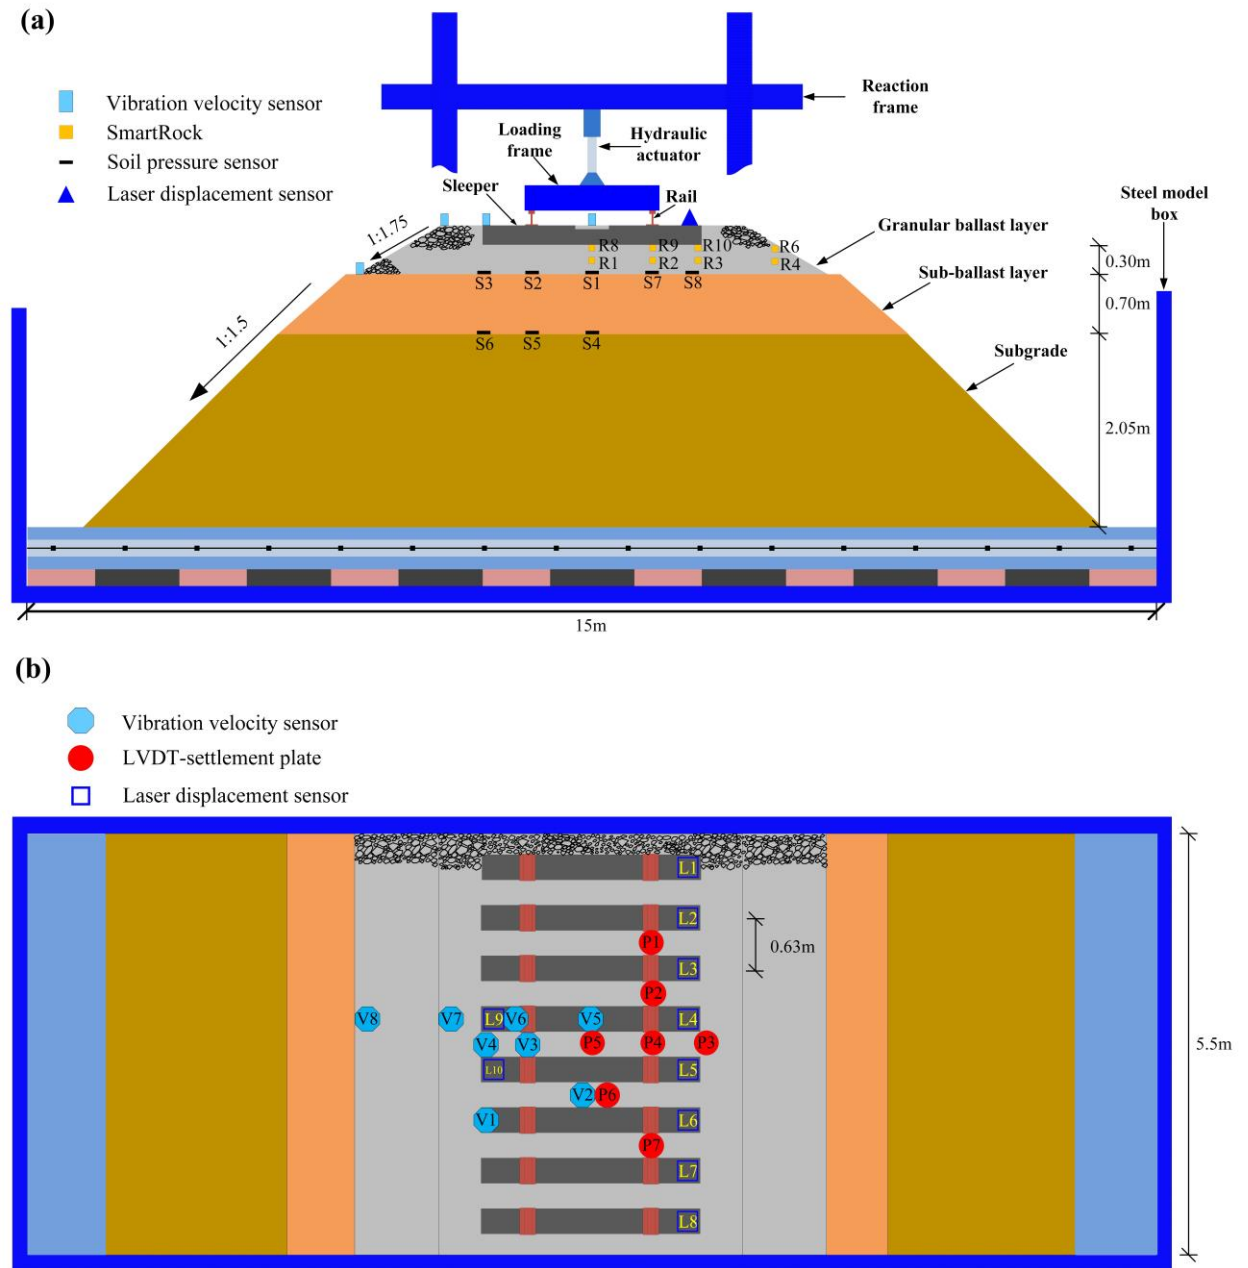 (a)
Vibration velocity sensor
SmartRock
Soil pressure sensor
Laser displacement sensor
Reaction
frame
Loading
frame
Hydraulic
actuator
Sleeper
Rail
Steel model
box
1:1.75
Granular ballast layer
R8 R9 R10 R6
R1 R2 R3 R4
0.30m
S3 S2 S1 S7 S8
Sub-ballast layer
0.70m
1:1.5
S6 S5 S4
Subgrade
2.05m
15m
(b)
Vibration velocity sensor
LVDT-settlement plate
Laser displacement sensor
L1
L2
P1
0.63m
L3
P2
V8 V7 L9 V6 V5 L4
V4 V3 P5 P4 P3
5.5m
L10 L5
V2 P6
V1 L6
P7
L7
L8